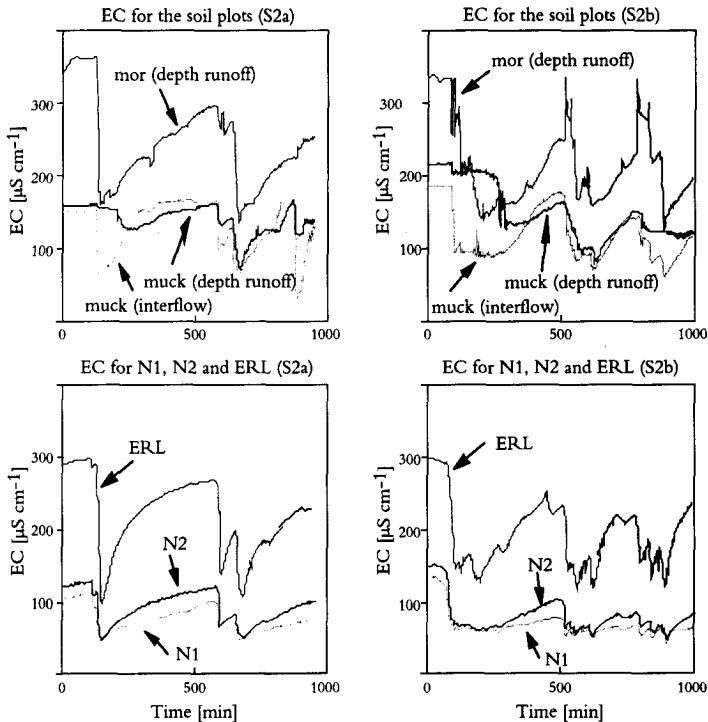 EC for the soil plots (S2a)
EC [µS cm⁻¹]
300
200
100
0
500
1000
mor (depth runoff)
muck (depth runoff)
muck (interflow)
EC for the soil plots (S2b)
EC [µS cm⁻¹]
300
200
100
0
500
1000
mor (depth runoff)
muck (depth runoff)
muck (interflow)
EC for N1, N2 and ERL (S2a)
EC [µS cm⁻¹]
300
200
100
0
500
1000
ERL
N2
N1
Time [min]
EC for N1, N2 and ERL (S2b)
EC [µS cm⁻¹]
300
200
100
0
500
1000
ERL
N2
N1
Time [min]